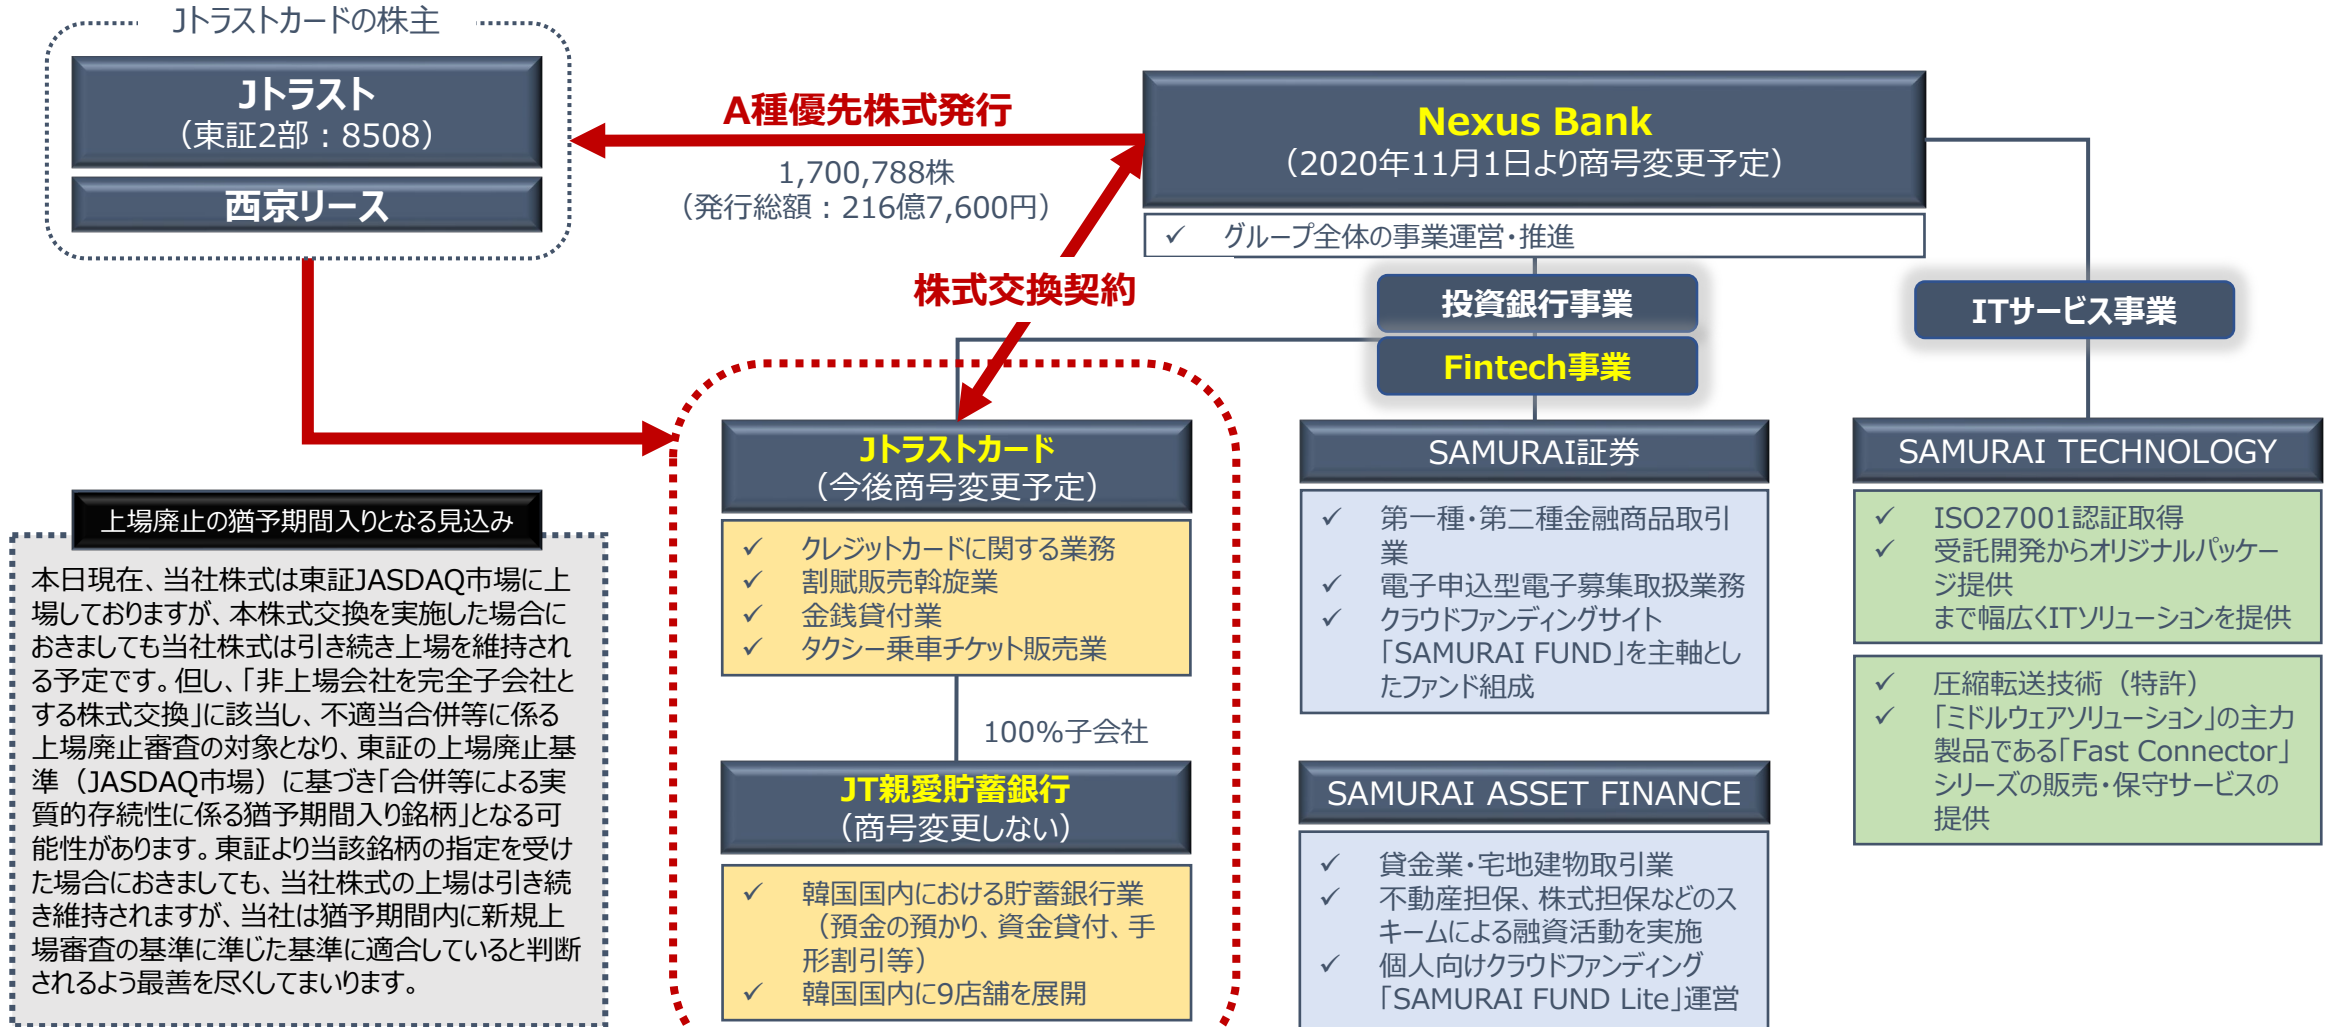 Jトラストカードの株主
Jトラスト
（東証2部：8508）
西京リース
A種優先株式発行
1,700,788株
（発行総額：216億7,600円）
株式交換契約
Nexus Bank
（2020年11月1日より商号変更予定）
✓ グループ全体の事業運営・推進
投資銀行事業
Fintech事業
ITサービス事業
Jトラストカード
（今後商号変更予定）
✓ クレジットカードに関する業務
✓ 割賦販売斡旋業
✓ 金銭貸付業
✓ タクシー乗車チケット販売業
100%子会社
JT親愛貯蓄銀行
（商号変更しない）
✓ 韓国国内における貯蓄銀行業
（預金の預かり、資金貸付、手
形割引等）
✓ 韓国国内に9店舗を展開
SAMURAI証券
✓ 第一種・第二種金融商品取引
業
✓ 電子申込型電子募集取扱業務
✓ クラウドファンディングサイト
「SAMURAI FUND」を主軸とし
たファンド組成
SAMURAI ASSET FINANCE
✓ 貸金業・宅地建物取引業
✓ 不動産担保、株式担保などのス
キームによる融資活動を実施
✓ 個人向けクラウドファンディング
「SAMURAI FUND Lite」運営
SAMURAI TECHNOLOGY
✓ ISO27001認証取得
✓ 受託開発からオリジナルパッケー
ジ提供
まで幅広くITソリューションを提供
✓ 圧縮転送技術（特許）
✓ 「ミドルウェアソリューション」の主力
製品である「Fast Connector」
シリーズの販売・保守サービスの
提供
上場廃止の猶予期間入りとなる見込み
本日現在、当社株式は東証JASDAQ市場に上
場しておりますが、本株式交換を実施した場合に
おきましても当社株式は引き続き上場を維持され
る予定です。但し、「非上場会社を完全子会社と
する株式交換」に該当し、不適当合併等に係る
上場廃止審査の対象となり、東証の上場廃止基
準（JASDAQ市場）に基づき「合併等による実
質的存続性に係る猶予期間入り銘柄」となる可
能性があります。東証より当該銘柄の指定を受け
た場合におきましても、当社株式の上場は引き続
き維持されますが、当社は猶予期間内に新規上
場審査の基準に準じた基準に適合していると判断
されるよう最善を尽くしてまいります。